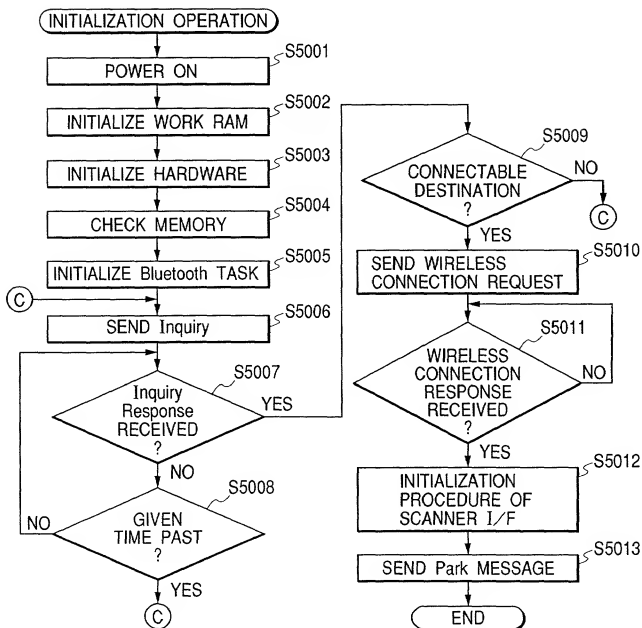 INITIALIZATION OPERATION
S5001
POWER ON
S5002
INITIALIZE WORK RAM
S5003
INITIALIZE HARDWARE
S5004
CHECK MEMORY
S5005
INITIALIZE Bluetooth TASK
C
S5006
SEND Inquiry
S5007
Inquiry
Response
RECEIVED
?
YES
NO
S5008
GIVEN
TIME PAST
?
NO
YES
C
S5009
CONNECTABLE
DESTINATION
?
NO
C
YES
S5010
SEND WIRELESS
CONNECTION REQUEST
S5011
WIRELESS
CONNECTION
RESPONSE
RECEIVED
?
NO
YES
S5012
INITIALIZATION
PROCEDURE OF
SCANNER I/F
S5013
SEND Park MESSAGE
END